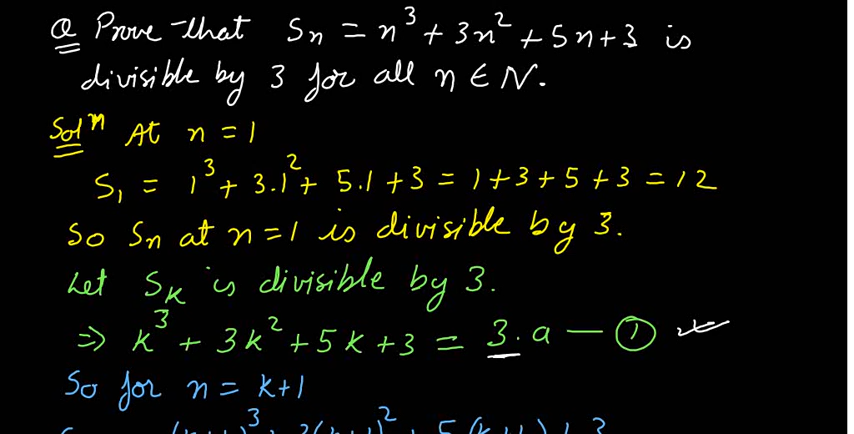 Q Prove that Sn = n³ + 3n² + 5n + 3 is
divisible by 3 for all n ∈ N.
Solⁿ At n = 1
S₁ = 1³ + 3.1² + 5.1 + 3 = 1 + 3 + 5 + 3 = 12
So Sn at n = 1 is divisible by 3.
Let Sk is divisible by 3.
⇒ k³ + 3k² + 5k + 3 = 3.a — ①
So for n = k+1